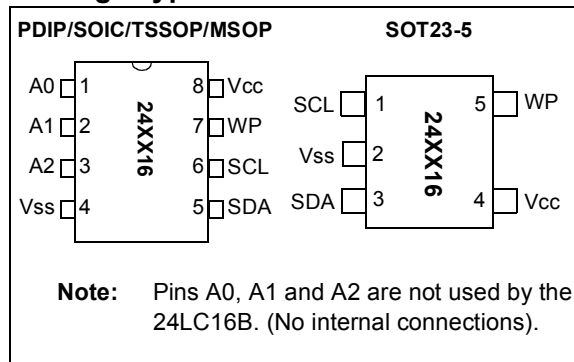 PDIP/SOIC/TSSOP/MSOP SOT23-5
A0 1 8 Vcc
A1 2 7 WP
A2 3 6 SCL
Vss 4 5 SDA
24XX16
SCL 1 5 WP
Vss 2
SDA 3 4 Vcc
24XX16
Note: Pins A0, A1 and A2 are not used by the
24LC16B. (No internal connections).